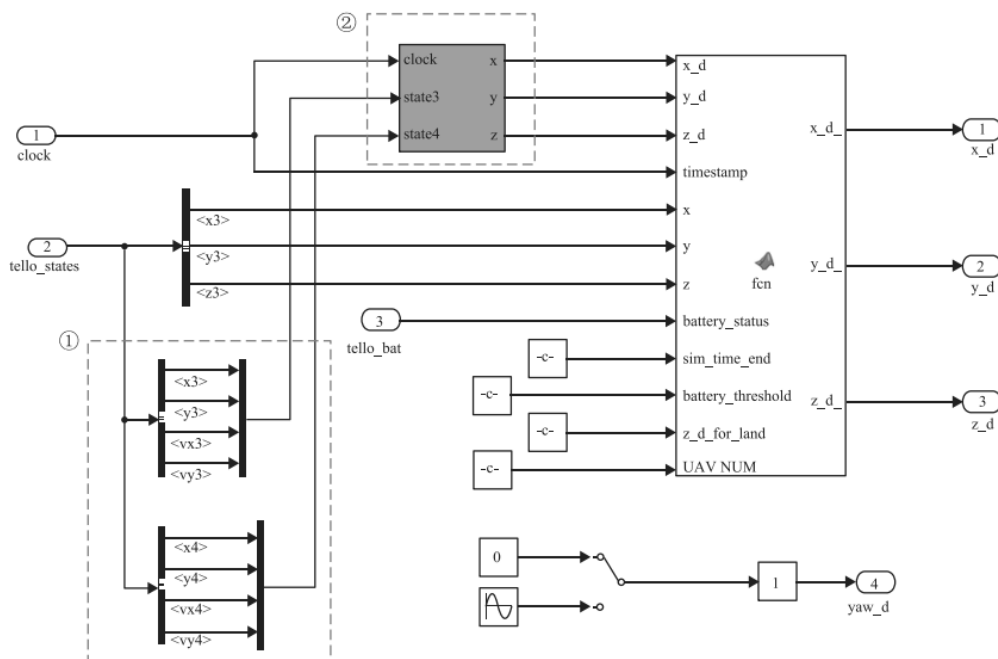 ②
clock
x
state3
y
state4
z
1
clock
x_d
y_d
z_d
timestamp
x
y
z
battery_status
sim_time_end
battery_threshold
z_d_for_land
UAV NUM
fcn
x_d_
y_d_
z_d_
1
x_d
2
y_d
3
z_d
2
tello_states
<x3>
<y3>
<z3>
3
tello_bat
-c-
-c-
-c-
-c-
①
<x3>
<y3>
<vx3>
<vy3>
<x4>
<y4>
<vx4>
<vy4>
0
1
4
yaw_d